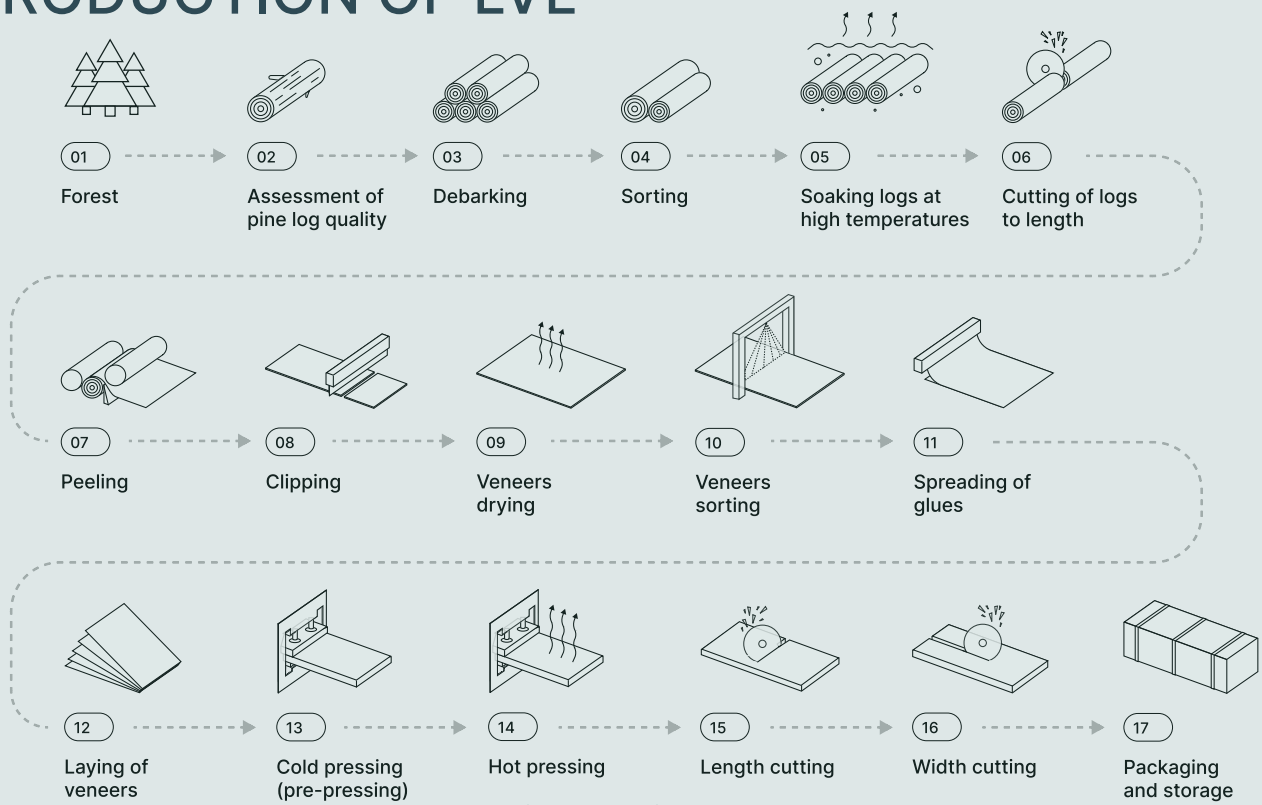 RODUCTION OF LVL
01
Forest
02
Assessment of
pine log quality
03
Debarking
04
Sorting
05
Soaking logs at
high temperatures
06
Cutting of logs
to length
07
Peeling
08
Clipping
09
Veneers
drying
10
Veneers
sorting
11
Spreading of
glues
12
Laying of
veneers
13
Cold pressing
(pre-pressing)
14
Hot pressing
15
Length cutting
16
Width cutting
17
Packaging
and storage